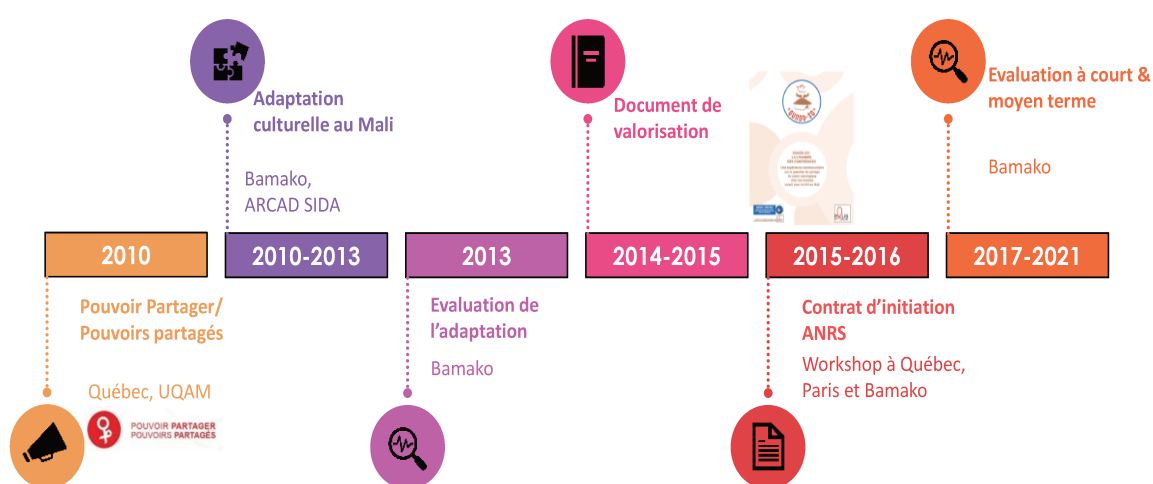 Adaptation
culturelle au Mali
Bamako,
ARCAD SIDA
Document de
valorisation
GUNDO-SO
Evaluation à court &
moyen terme
Bamako
2010
2010-2013
2013
2014-2015
2015-2016
2017-2021
Pouvoir Partager/
Pouvoirs partagés
Québec, UQAM
POUVOIR PARTAGER
POUVOIRS PARTAGÉS
Evaluation de
l’adaptation
Bamako
Contrat d’initiation
ANRS
Workshop à Québec,
Paris et Bamako